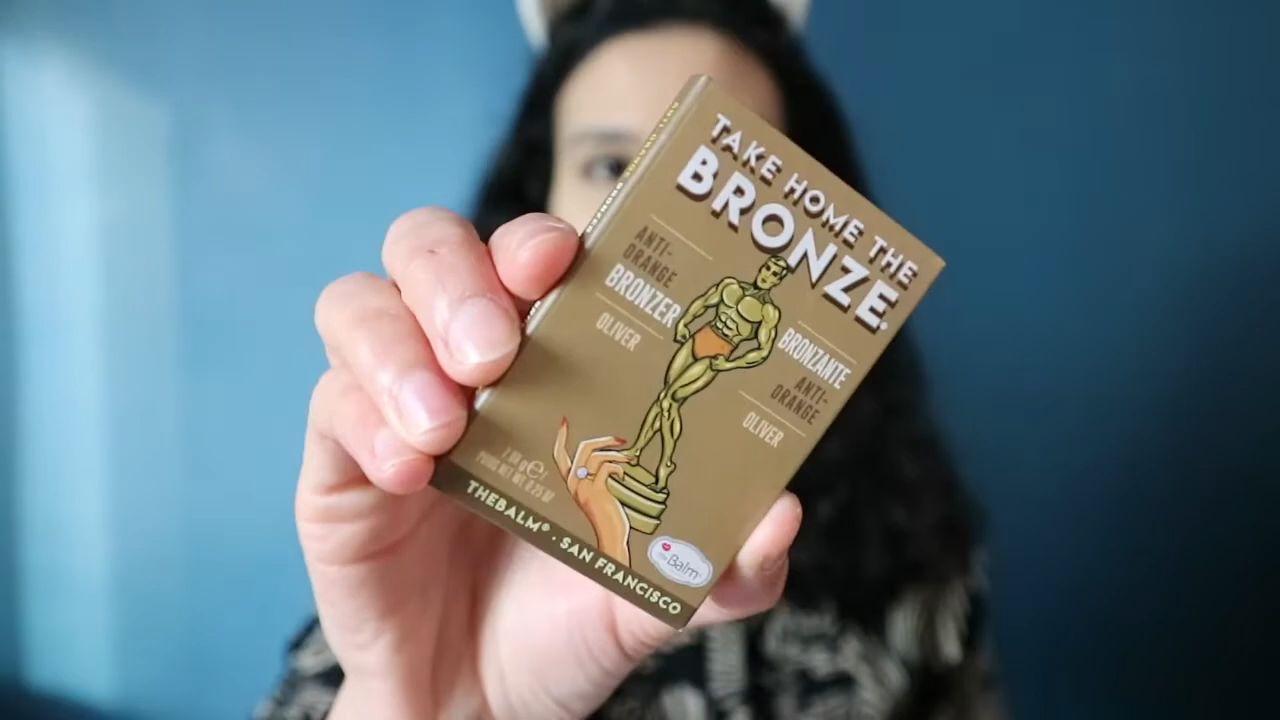 TAKE HOME THE
BRONZE®
ANTI-
ORANGE
BRONZER
OLIVER
BRONZANTE
ANTI-
ORANGE
OLIVER
THEBALM® · SAN FRANCISCO
theBalm